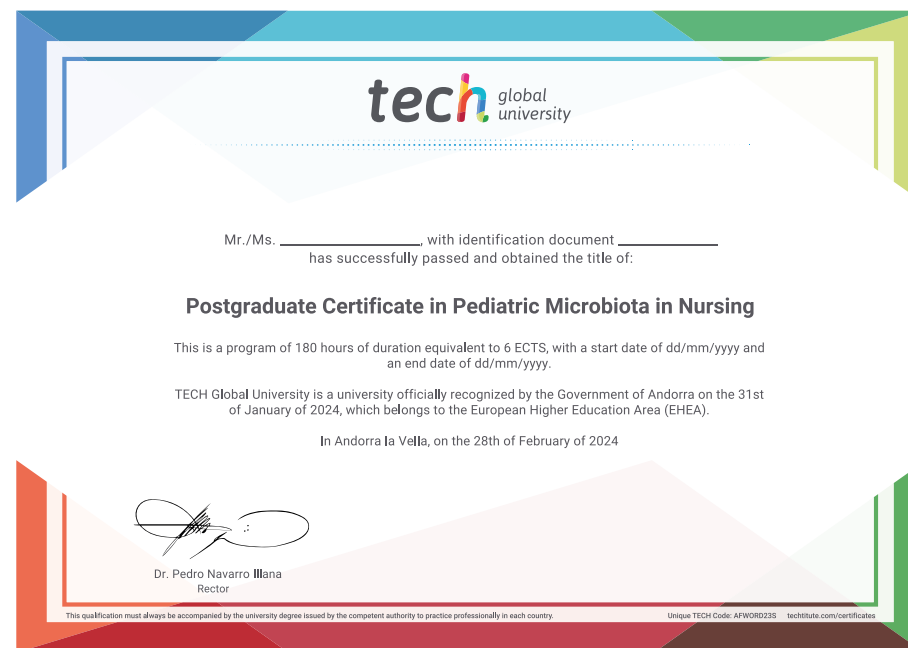 tech global university
Mr./Ms. ____________________, with identification document ______________
has successfully passed and obtained the title of:
Postgraduate Certificate in Pediatric Microbiota in Nursing
This is a program of 180 hours of duration equivalent to 6 ECTS, with a start date of dd/mm/yyyy and
an end date of dd/mm/yyyy.
TECH Global University is a university officially recognized by the Government of Andorra on the 31st
of January of 2024, which belongs to the European Higher Education Area (EHEA).
In Andorra la Vella, on the 28th of February of 2024
Dr. Pedro Navarro Illana
Rector
This qualification must always be accompanied by the university degree issued by the competent authority to practice professionally in each country.
Unique TECH Code: AFWORD23S techtitute.com/certificates